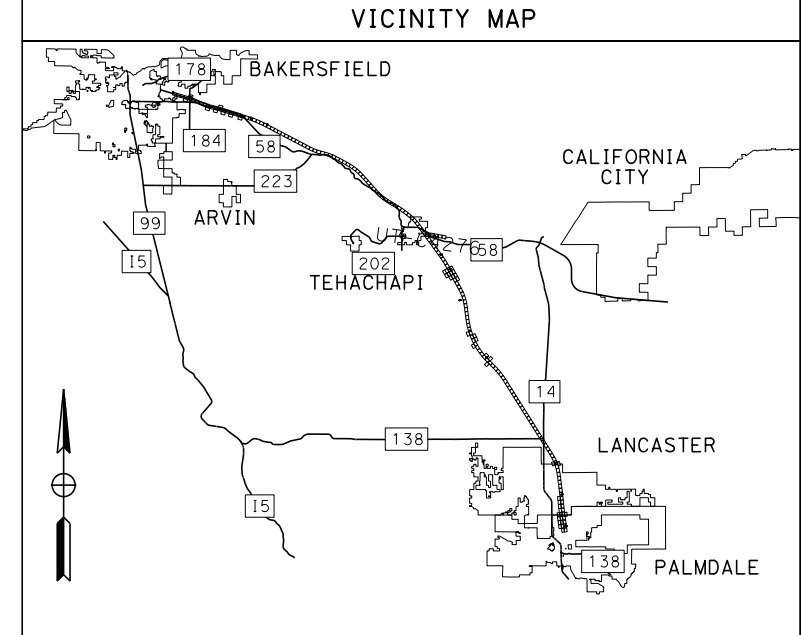 VICINITY MAP
178
BAKERSFIELD
184
58
CALIFORNIA
CITY
223
ARVIN
99
58
I5
202
TEHACHAPI
14
138
LANCASTER
I5
138
PALMDALE